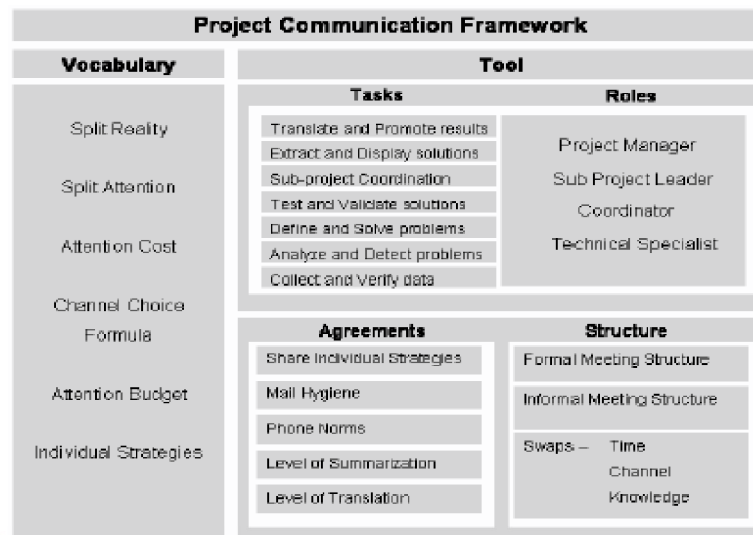 Project Communication Framework
Vocabulary
Split Reality
Split Attention
Attention Cost
Channel Choice
Formula
Attention Budget
Individual Strategies
Tool
Tasks
Translate and Promote results
Extract and Display solutions
Sub-project Coordination
Test and Validate solutions
Define and Solve problems
Analyze and Detect problems
Collect and Verify data
Roles
Project Manager
Sub Project Leader
Coordinator
Technical Specialist
Agreements
Share Individual Strategies
Mail Hygiene
Phone Norms
Level of Summarization
Level of Translation
Structure
Formal Meeting Structure
Informal Meeting Structure
Swaps – Time
Channel
Knowledge